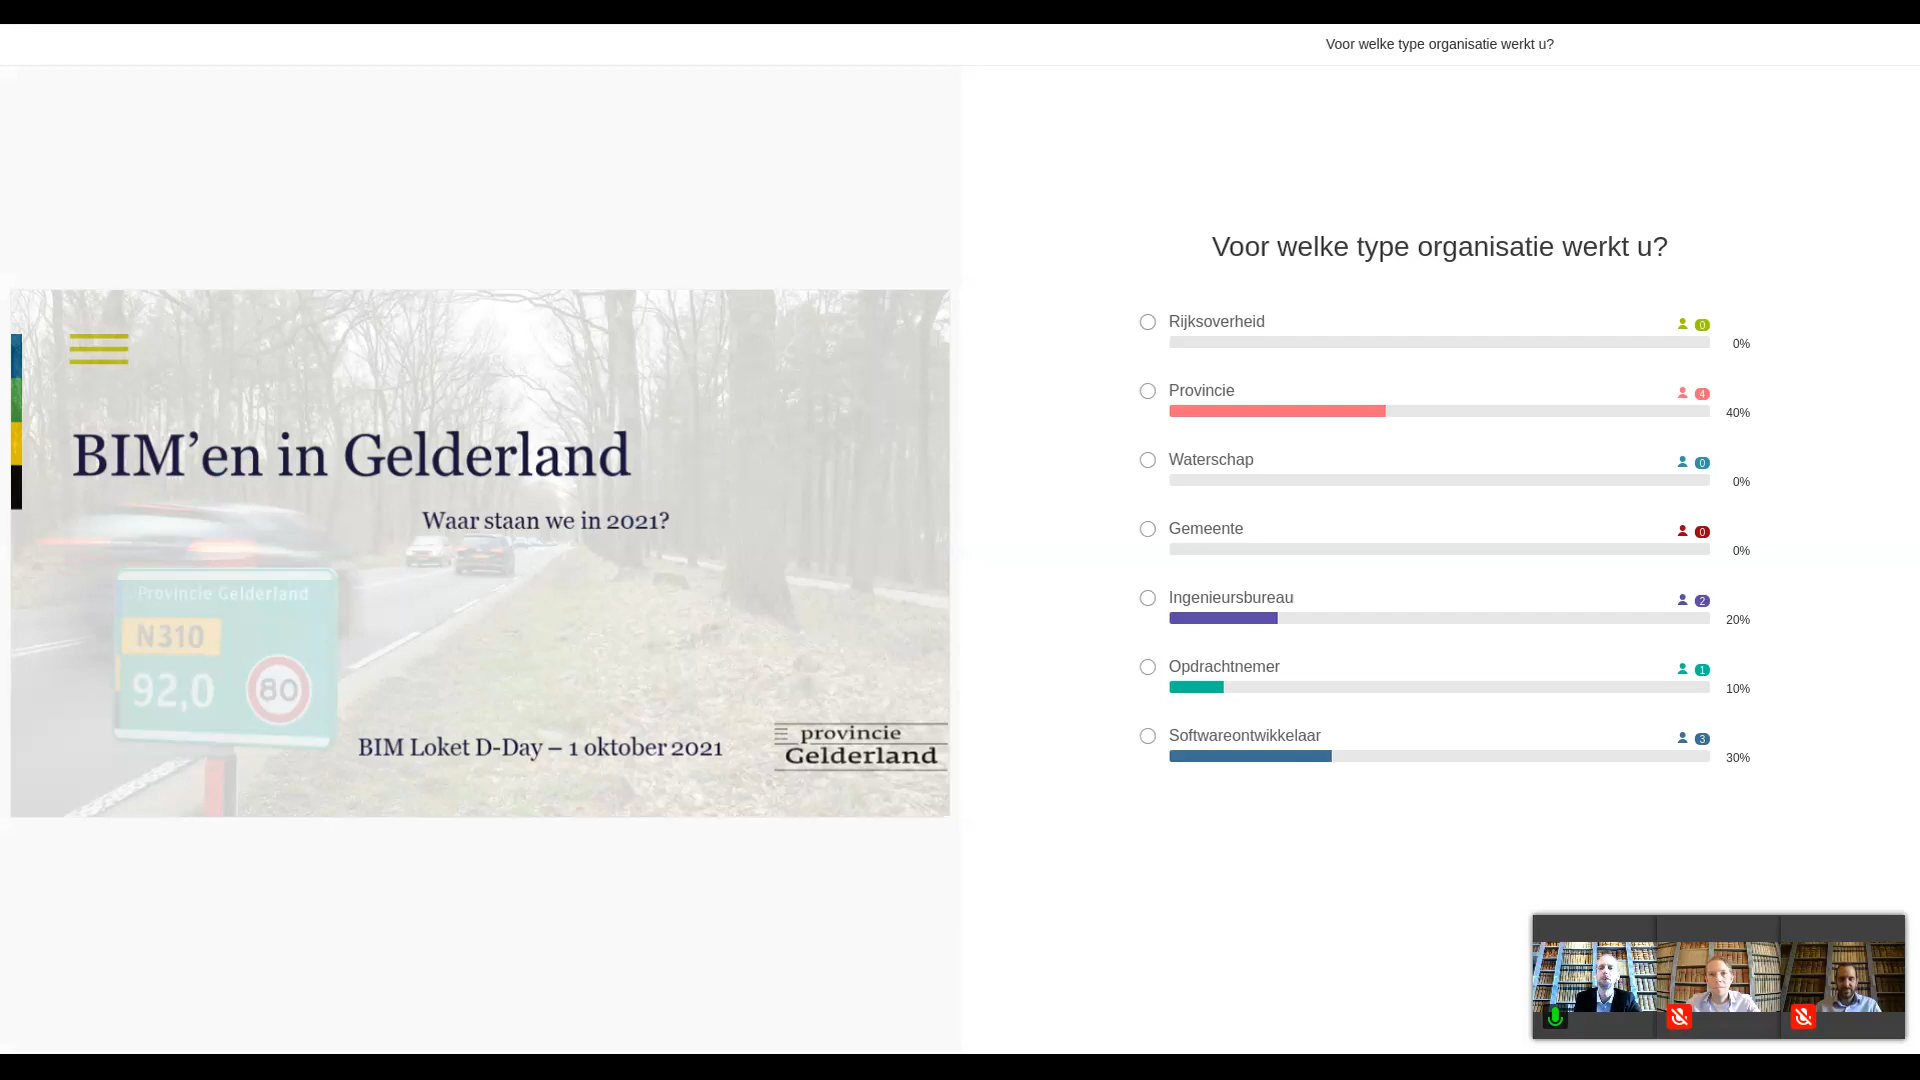 Voor welke type organisatie werkt u?
BIM’en in Gelderland
Waar staan we in 2021?
Provincie Gelderland
N310
92,0
80
BIM Loket D-Day – 1 oktober 2021
provincie
Gelderland
Voor welke type organisatie werkt u?
Rijksoverheid 0
0%
Provincie 4
40%
Waterschap 0
0%
Gemeente 0
0%
Ingenieursbureau 2
20%
Opdrachtnemer 1
10%
Softwareontwikkelaar 3
30%